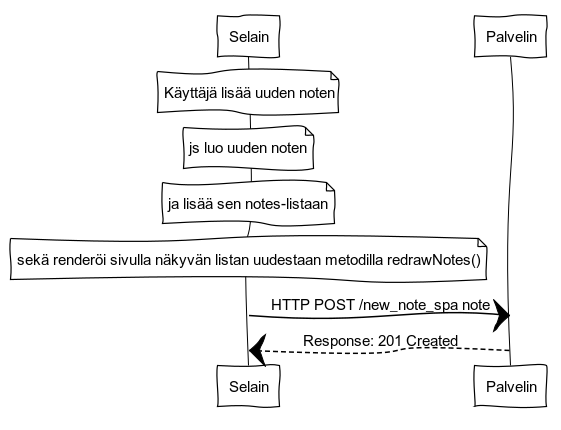 Selain
Palvelin
Käyttäjä lisää uuden noten
js luo uuden noten
ja lisää sen notes-listaan
sekä renderöi sivulla näkyvän listan uudestaan metodilla redrawNotes()
HTTP POST /new_note_spa note
Response: 201 Created
Selain
Palvelin